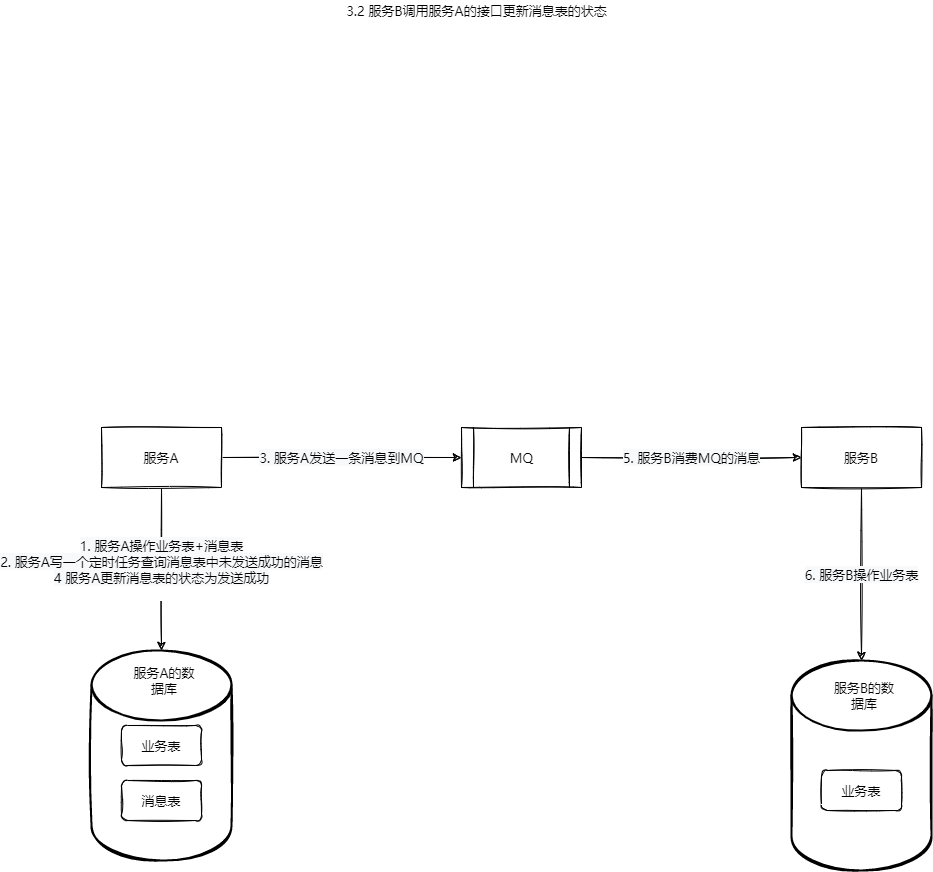 3.2 服务B调用服务A的接口更新消息表的状态
服务A
3. 服务A发送一条消息到MQ
MQ
5. 服务B消费MQ的消息
服务B
1. 服务A操作业务表+消息表
2. 服务A写一个定时任务查询消息表中未发送成功的消息
4 服务A更新消息表的状态为发送成功
6. 服务B操作业务表
服务A的数
据库
业务表
消息表
服务B的数
据库
业务表